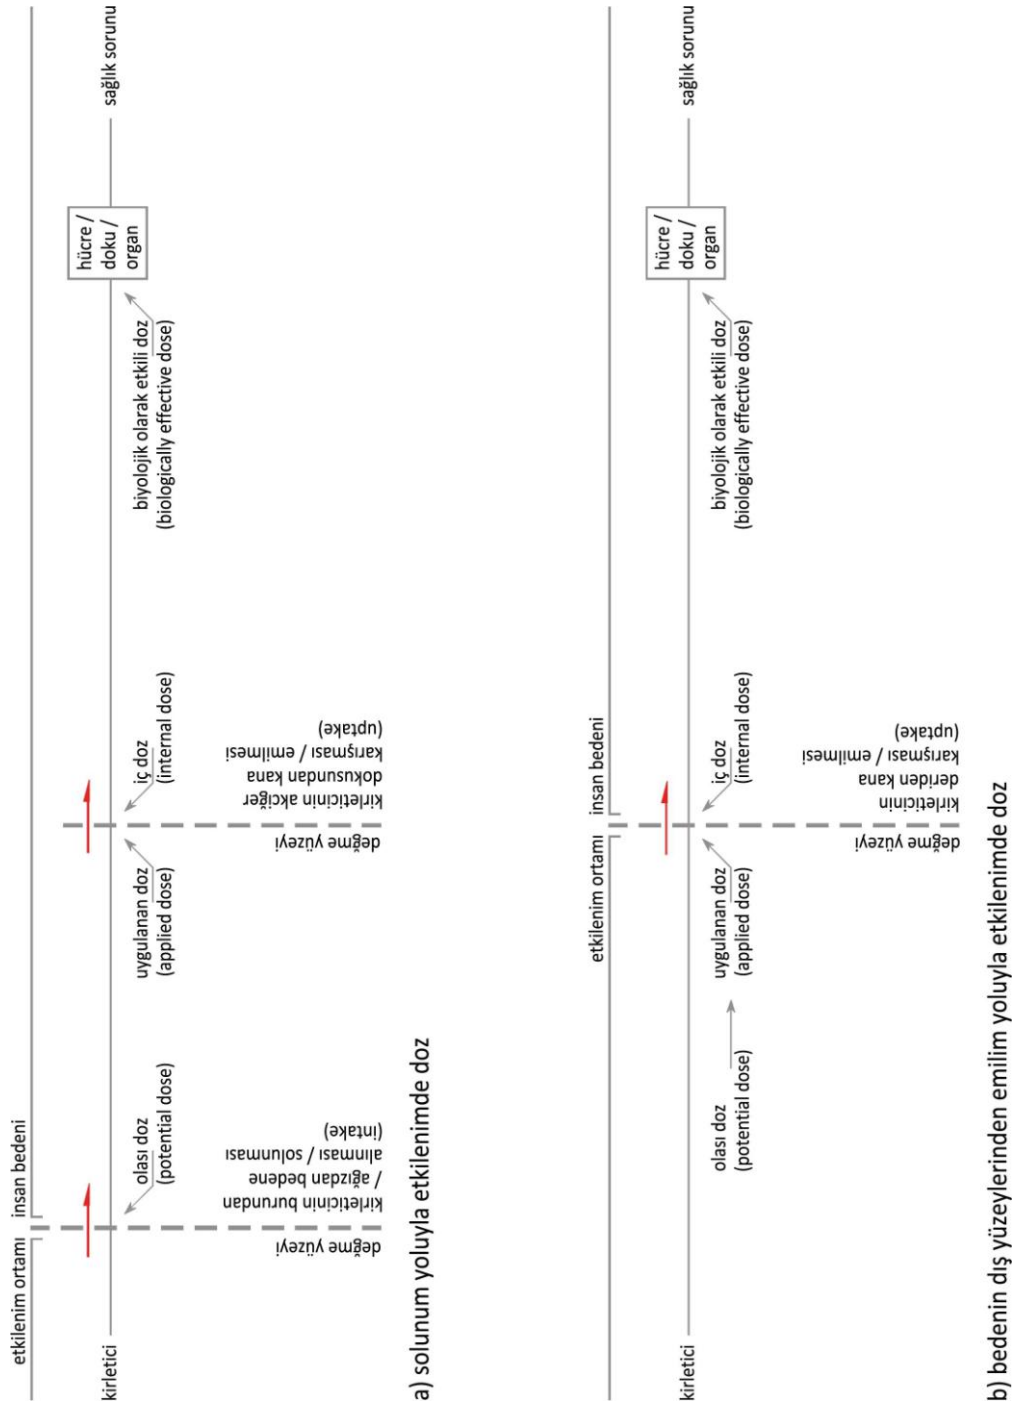 etkilenim ortamı
insan bedeni
kirletici
sağlık sorunu
hücre /
doku /
organ
olası doz
(potential dose)
uygulanan doz
(applied dose)
iç doz
(internal dose)
biyolojik olarak etkili doz
(biologically effective dose)
değme yüzeyi
kirleticinin burundan
/ ağızdan bedene
alınması / solunması
(intake)
değme yüzeyi
kirleticinin akciğer
dokusundan kana
karışması / emilmesi
(uptake)
a) solunum yoluyla etkilenimde doz
etkilenim ortamı
insan bedeni
kirletici
sağlık sorunu
hücre /
doku /
organ
olası doz
(potential dose)
uygulanan doz
(applied dose)
iç doz
(internal dose)
biyolojik olarak etkili doz
(biologically effective dose)
değme yüzeyi
kirleticinin
deriden kana
karışması / emilmesi
(uptake)
b) bedenin dış yüzeylerinden emilim yoluyla etkilenimde doz